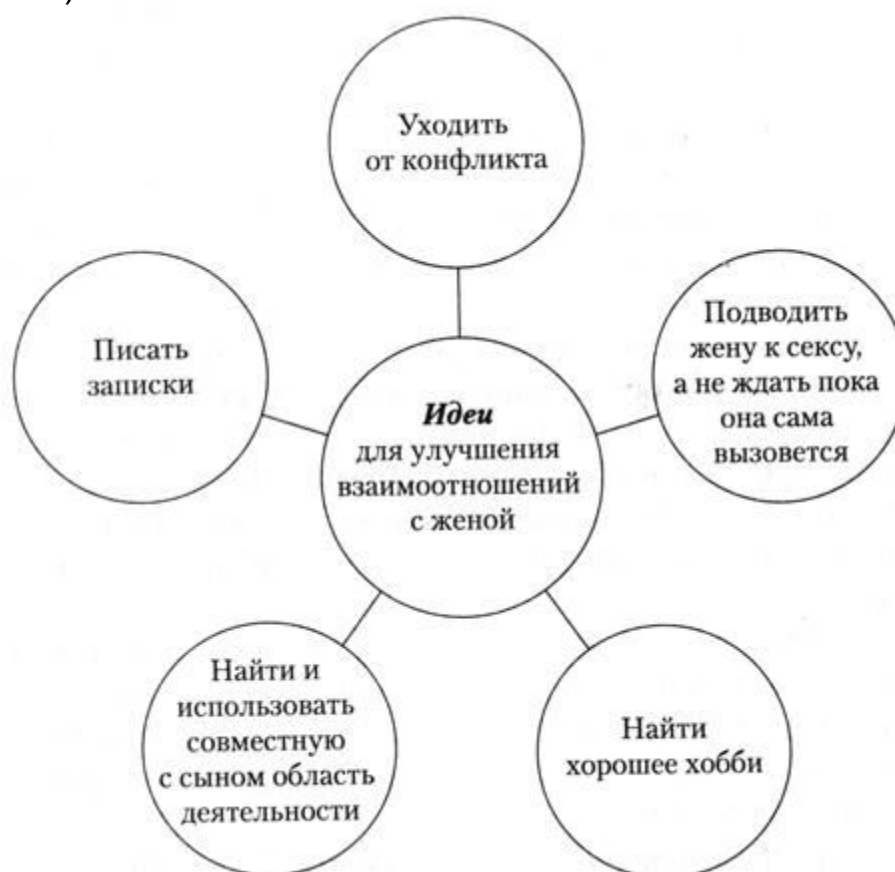 Уходить
от конфликта
Писать
записки
Подводить
жену к сексу,
а не ждать пока
она сама
вызовется
Идеи
для улучшения
взаимоотношений
с женой
Найти и
использовать
совместную
с сыном область
деятельности
Найти
хорошее хобби